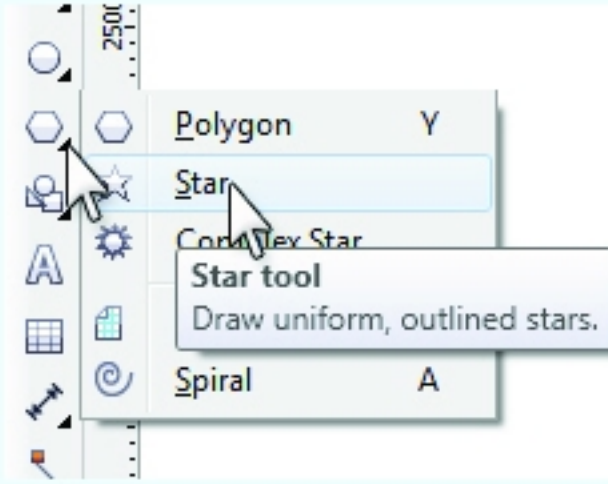 2500
Polygon Y
Star
Complex Star
Star tool
Draw uniform, outlined stars.
Spiral A